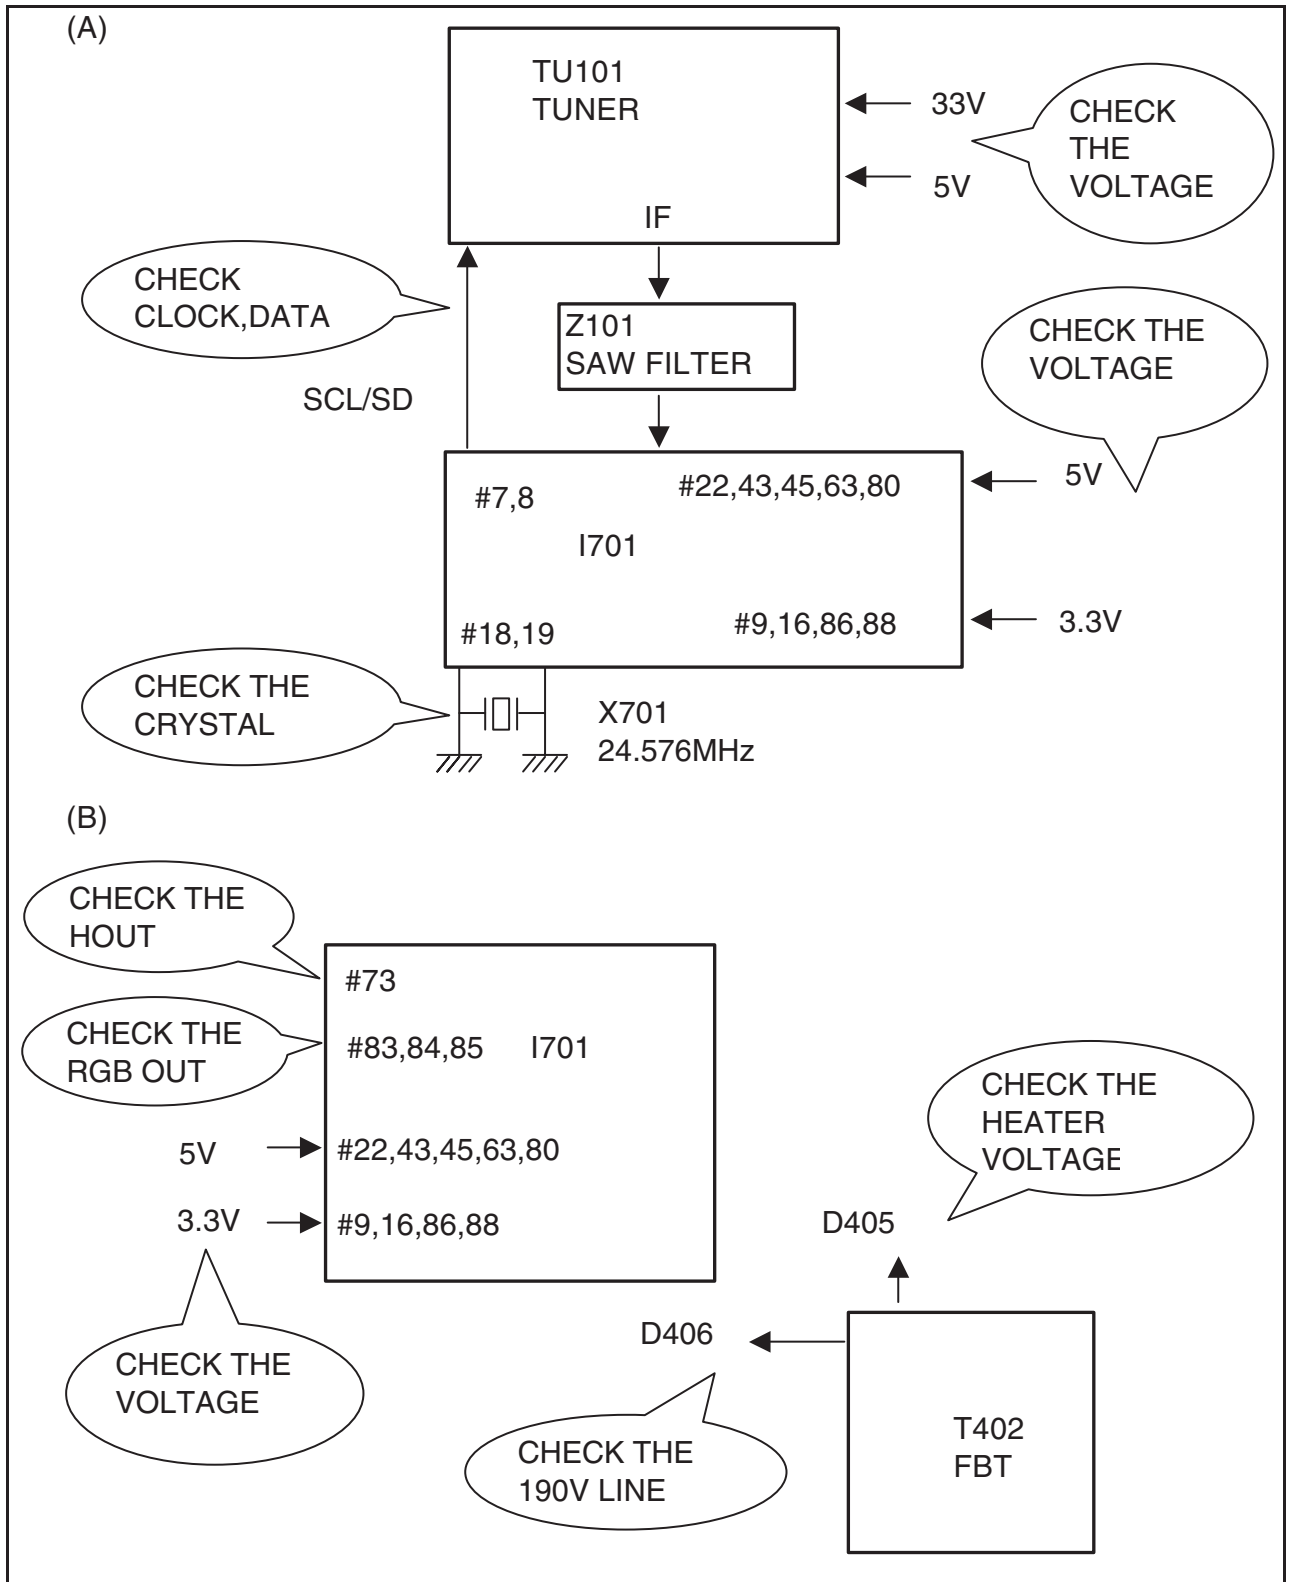 (A)
TU101
TUNER
33V
5V
CHECK
THE
VOLTAGE
IF
CHECK
CLOCK,DATA
Z101
SAW FILTER
CHECK THE
VOLTAGE
SCL/SD
#7,8
#22,43,45,63,80
5V
I701
#18,19
#9,16,86,88
3.3V
CHECK THE
CRYSTAL
X701
24.576MHz
(B)
CHECK THE
HOUT
#73
CHECK THE
RGB OUT
#83,84,85
I701
5V
#22,43,45,63,80
3.3V
#9,16,86,88
CHECK THE
VOLTAGE
CHECK THE
HEATER
VOLTAGE
D405
D406
CHECK THE
190V LINE
T402
FBT